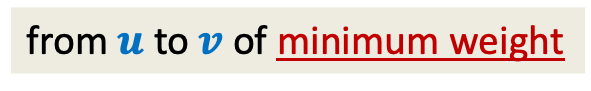 from u to v of minimum weight